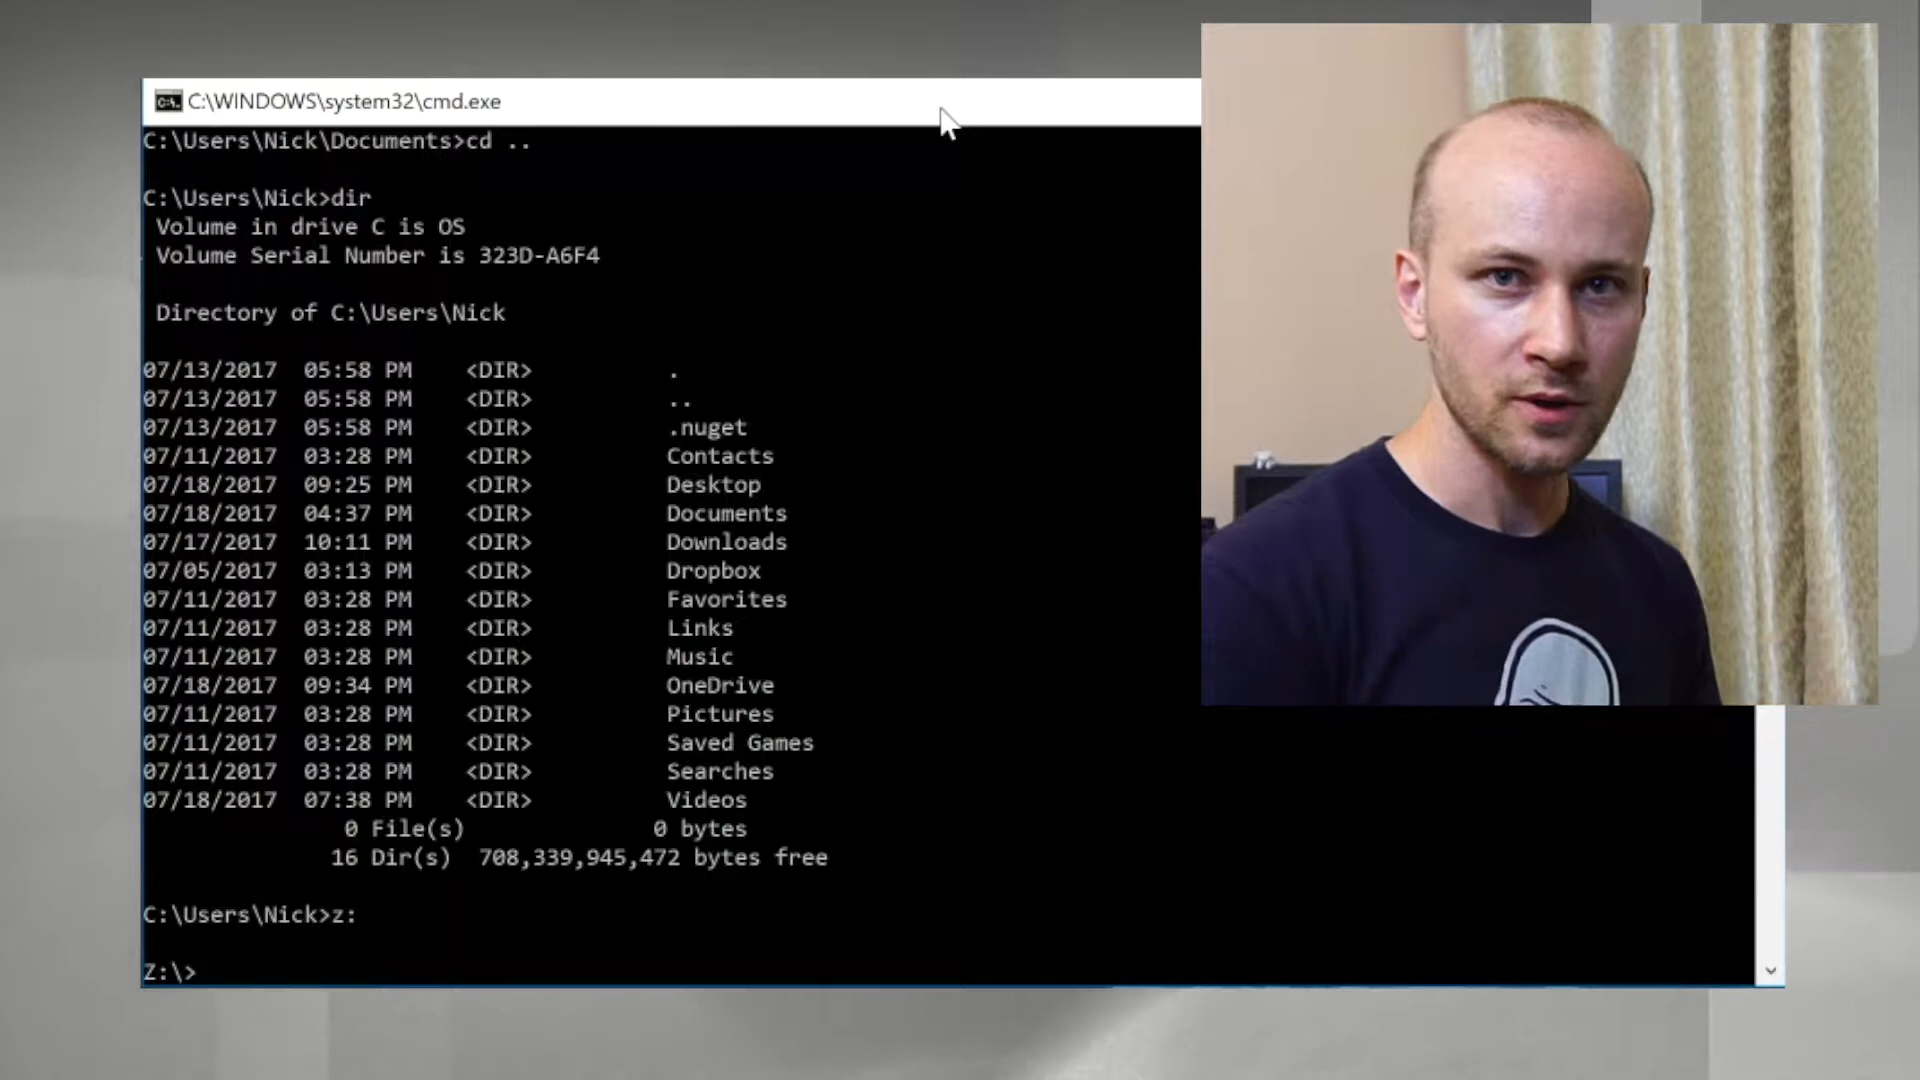 C:\WINDOWS\system32\cmd.exe
C:\Users\Nick\Documents>cd ..
C:\Users\Nick>dir
Volume in drive C is OS
Volume Serial Number is 323D-A6F4
Directory of C:\Users\Nick
07/13/2017 05:58 PM <DIR> .
07/13/2017 05:58 PM <DIR> ..
07/13/2017 05:58 PM <DIR> .nuget
07/11/2017 03:28 PM <DIR> Contacts
07/18/2017 09:25 PM <DIR> Desktop
07/18/2017 04:37 PM <DIR> Documents
07/17/2017 10:11 PM <DIR> Downloads
07/05/2017 03:13 PM <DIR> Dropbox
07/11/2017 03:28 PM <DIR> Favorites
07/11/2017 03:28 PM <DIR> Links
07/11/2017 03:28 PM <DIR> Music
07/18/2017 09:34 PM <DIR> OneDrive
07/11/2017 03:28 PM <DIR> Pictures
07/11/2017 03:28 PM <DIR> Saved Games
07/11/2017 03:28 PM <DIR> Searches
07/18/2017 07:38 PM <DIR> Videos
0 File(s) 0 bytes
16 Dir(s) 708,339,945,472 bytes free
C:\Users\Nick>z:
Z:\>